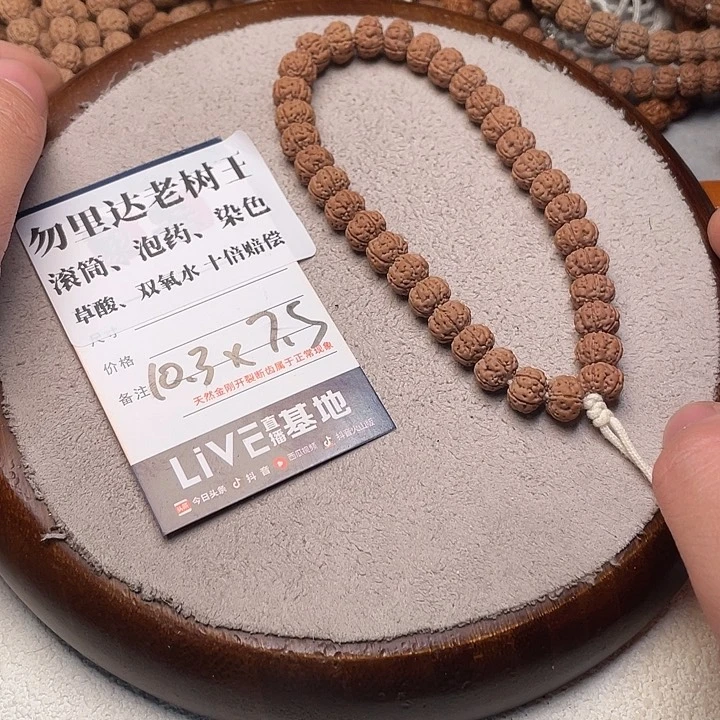 勿里达老树王
滚筒、泡药、染色
草酸、双氧水十倍赔偿
尺寸
价格
备注 10.3 x 7.5
天然金刚开裂断齿属于正常现象
LiVE直播基地
今日头条 抖音 西瓜视频 抖音火山版